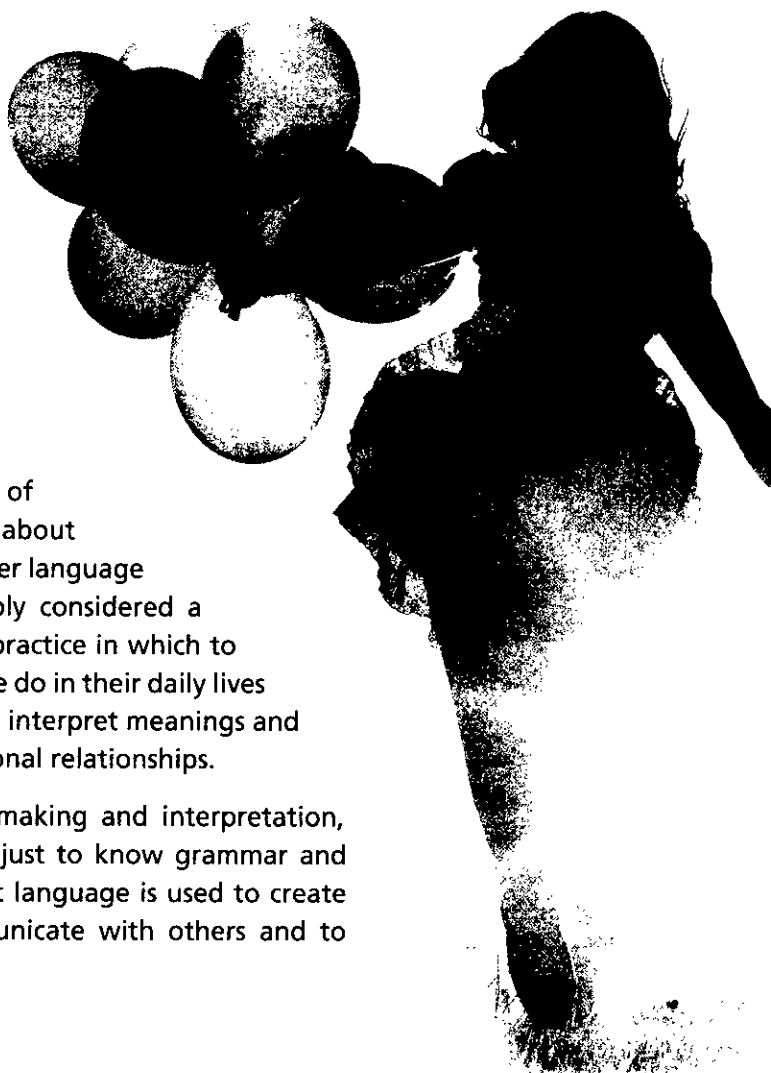 of
about
er language
ply considered a
practice in which to
e do in their daily lives
interpret meanings and
onal relationships.
making and interpretation,
just to know grammar and
t language is used to create
unicate with others and to